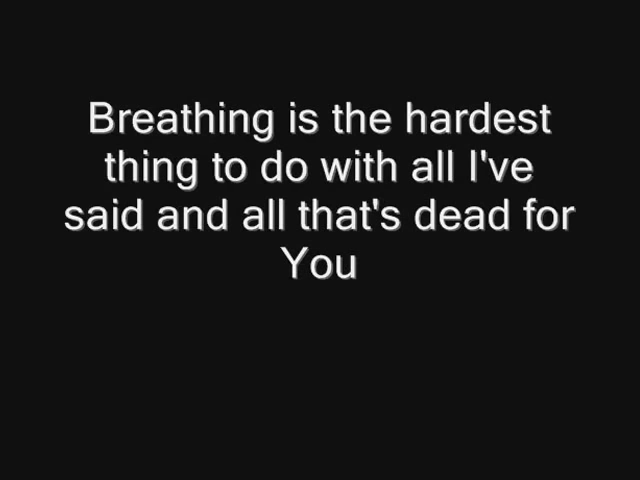 Breathing is the hardest
thing to do with all I've
said and all that's dead for
You